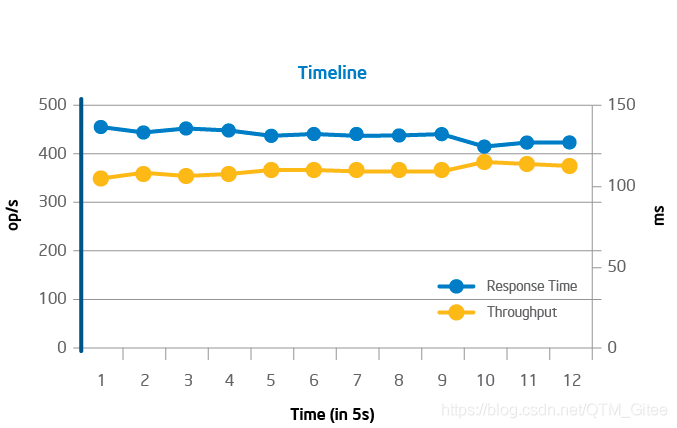 Timeline
500
400
300
200
100
0
op/s
150
100
50
0
ms
Response Time
Throughput
1 2 3 4 5 6 7 8 9 10 11 12
Time (in 5s)
https://blog.csdn.net/QTM_Gitee